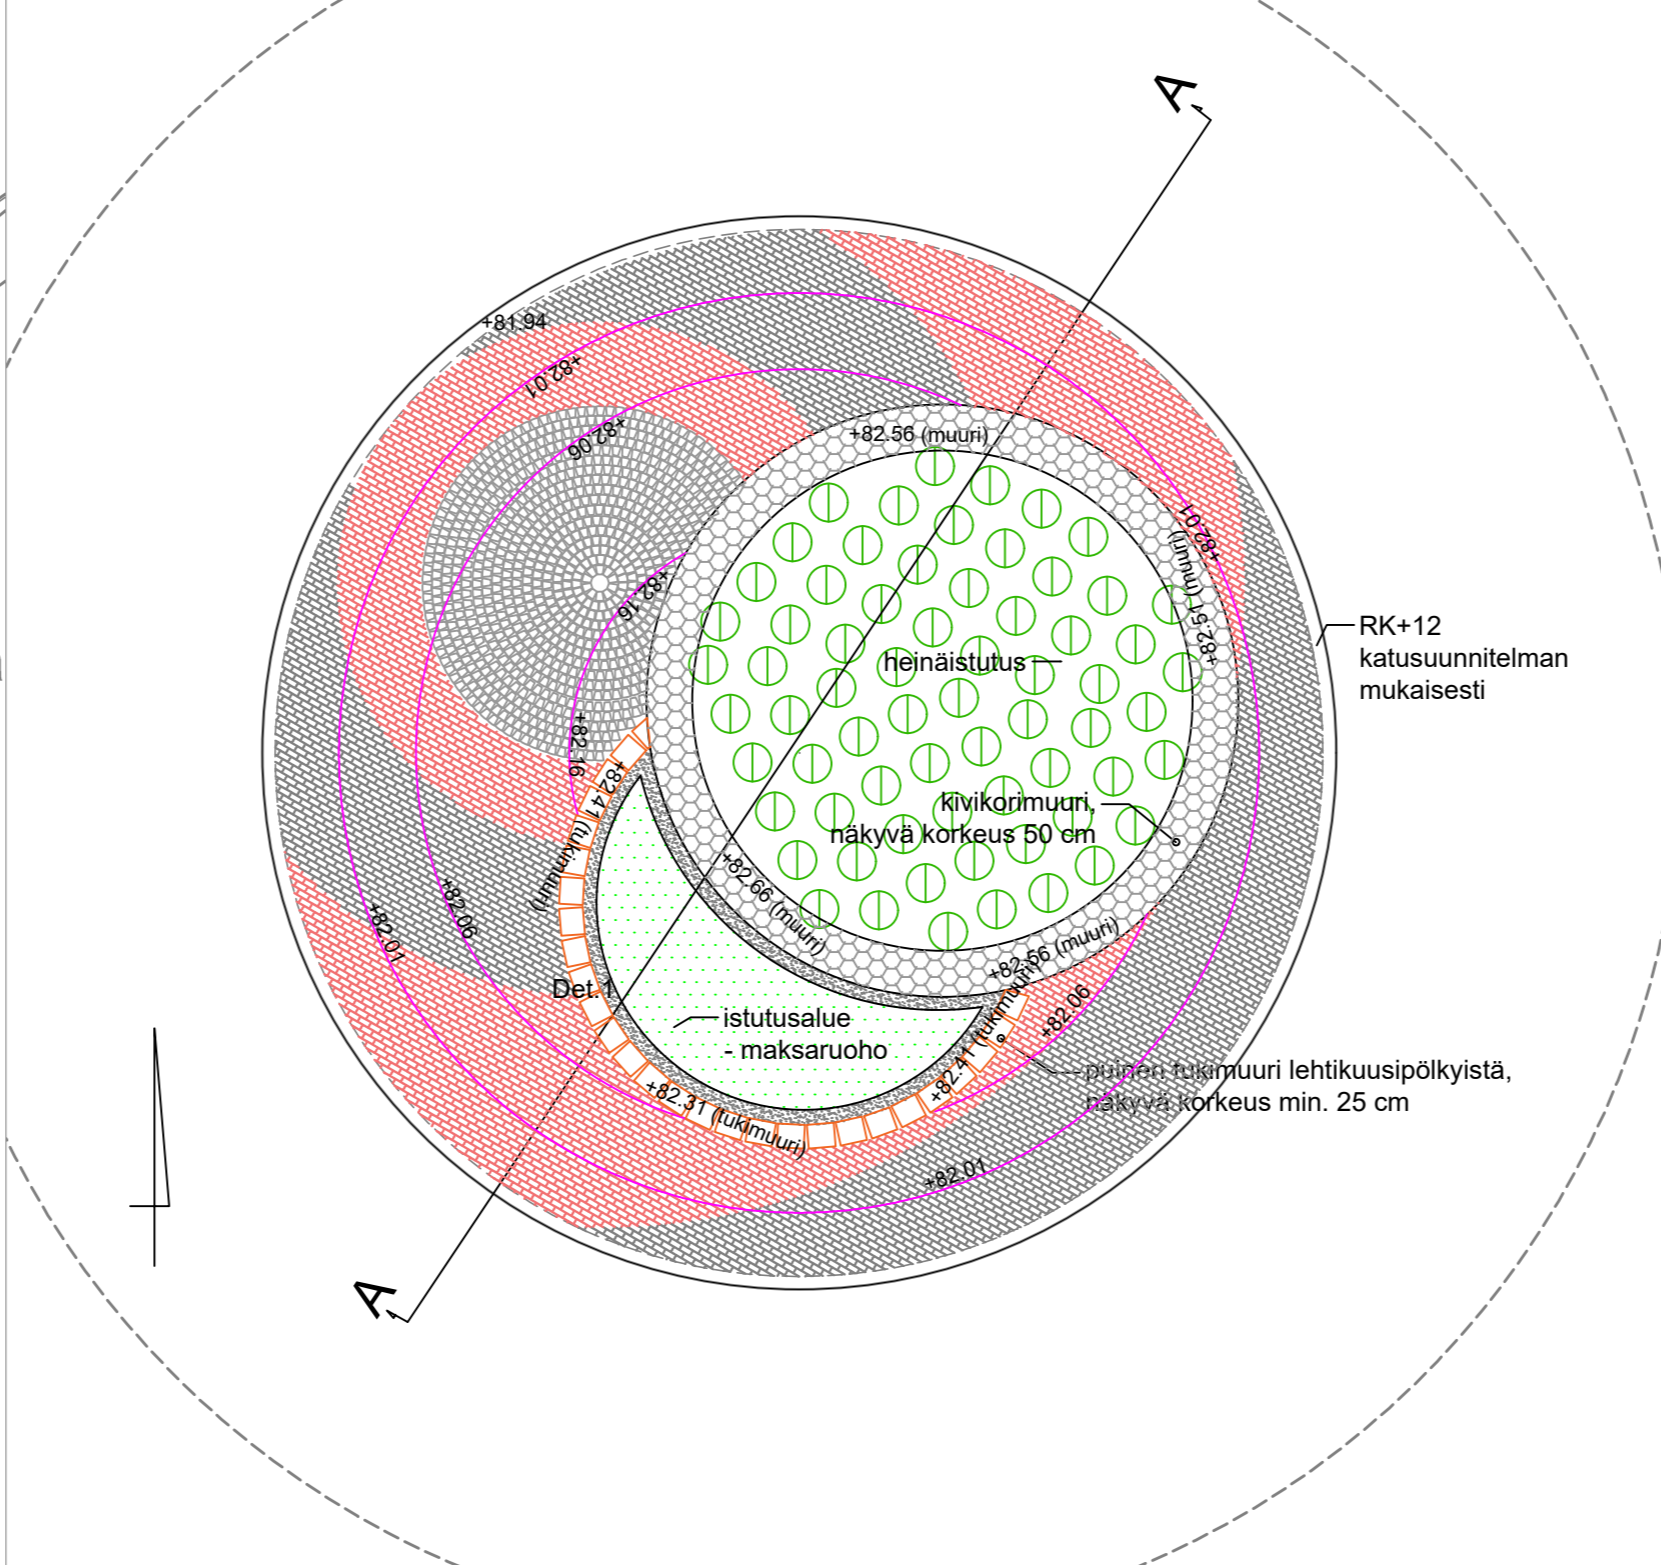 A
+81.94
+82.01
+82.06
+82.56 (muuri)
+82.01
+82.51 (muuri)
+82.16
RK+12
katusuunnitelman
mukaisesti
heinäistutus
+82.16
+82.41 (tukimuuri)
kivikorimuuri,
näkyvä korkeus 50 cm
+82.66 (muuri)
+82.06
+82.01
+82.56 (muuri)
Det.1
istutusalue
- maksaruoho
+82.41 (tukimuuri)
+82.06
puinen tukimuuri lehtikuusipölkyistä,
näkyvä korkeus min. 25 cm
+82.31 (tukimuuri)
+82.01
A